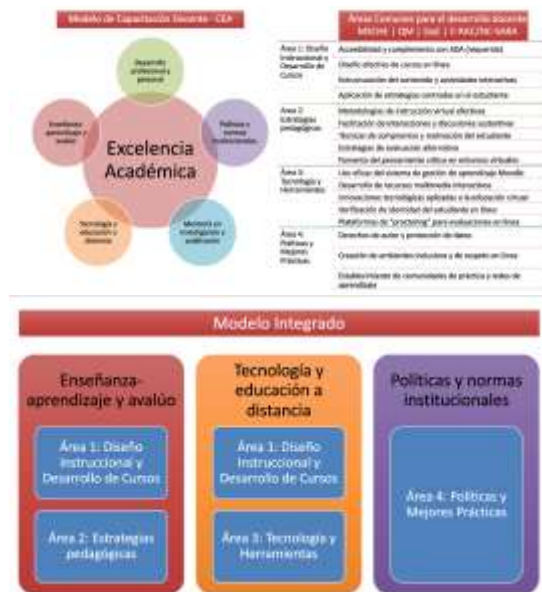 Modelo de Capacitación Docente - CEA
Desarrollo
profesional y
personal
Enseñanza-
aprendizaje y
avalúo
Políticas y
normas
institucionales
Excelencia
Académica
Tecnología y
educación a
distancia
Mentoría en
investigación y
publicación
Áreas Comunes para el desarrollo docente
Área 1: Diseño
Instruccional y
Desarrollo de
Cursos
Accesibilidad y cumplimiento con ADA (requerida)
Diseño efectivo de cursos en línea
Estructuración del contenido y actividades interactivas
Aplicación de estrategias centradas en el estudiante
Área 2:
Estrategias
pedagógicas
Metodologías de instrucción virtual efectivas
Facilitación de interacciones y discusiones sustantivas
Técnicas de compromiso y motivación del estudiante
Estrategias de evaluación alternativa
Fomento del pensamiento crítico en entornos virtuales
Área 3:
Tecnología y
Herramientas
Uso eficaz del sistema de gestión de aprendizaje Moodle
Desarrollo de recursos multimedia interactivos
Innovaciones tecnológicas aplicadas a la educación virtual
Verificación de identidad del estudiante en línea
Plataformas de "proctoring" para evaluaciones en línea
Área 4:
Políticas y
Mejores
Prácticas
Derechos de autor y protección de datos
Creación de ambientes inclusivos y de respeto en línea
Establecimiento de comunidades de práctica y redes de
aprendizaje
Modelo Integrado
Enseñanza-
aprendizaje y avalúo
Área 1: Diseño
Instruccional y
Desarrollo de Cursos
Área 2: Estrategias
pedagógicas
Tecnología y
educación a
distancia
Área 1: Diseño
Instruccional y
Desarrollo de Cursos
Área 3: Tecnología y
Herramientas
Políticas y normas
institucionales
Área 4: Políticas y
Mejores Prácticas